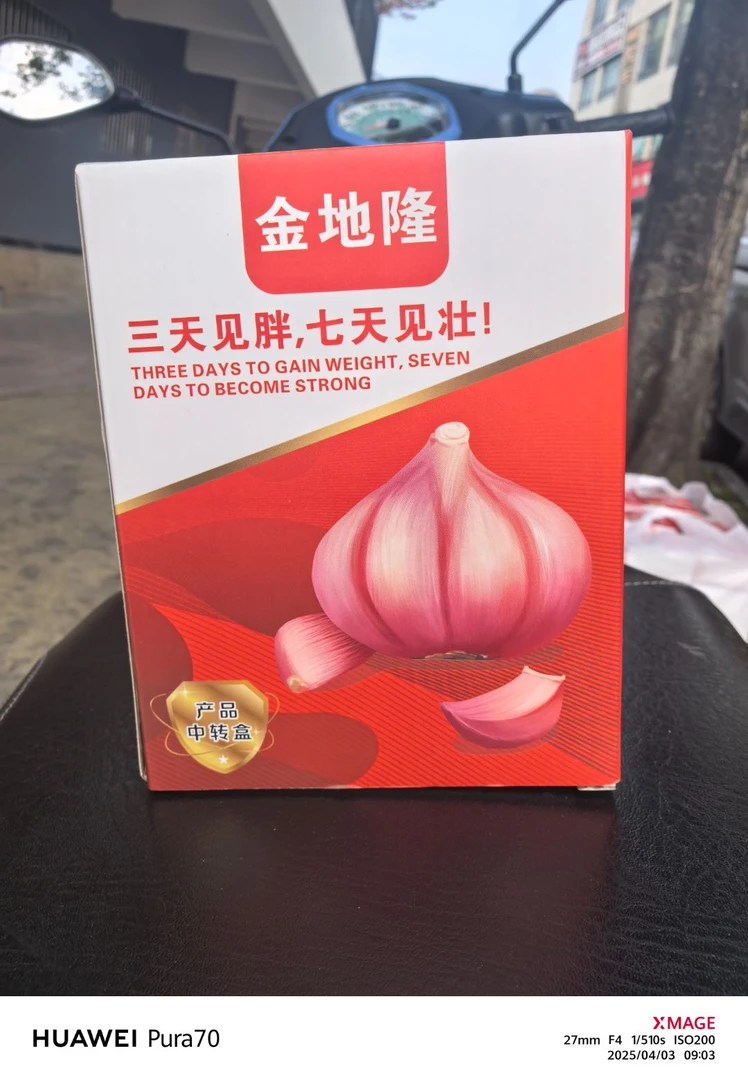 金地隆
三天见胖,七天见壮!
THREE DAYS TO GAIN WEIGHT, SEVEN
DAYS TO BECOME STRONG
产品
中转盒
HUAWEI Pura70
XMAGE
27mm F4 1/510s ISO200
2025/04/03 09:03